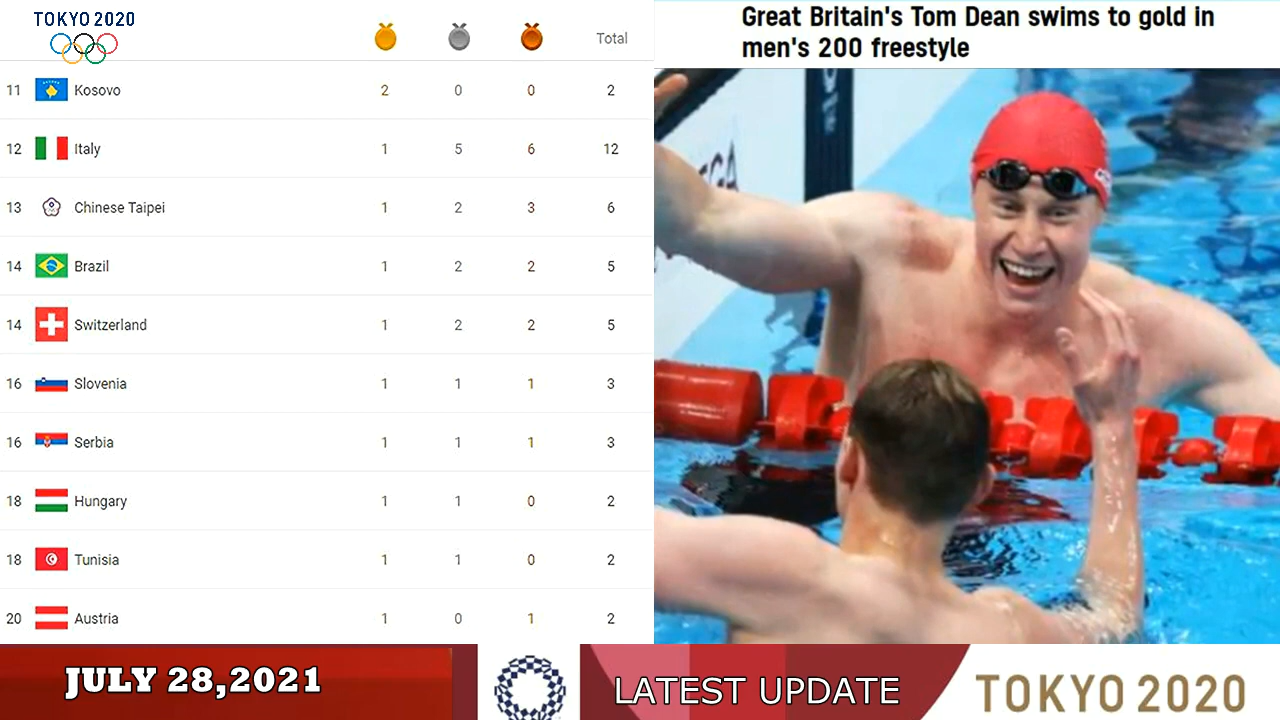 TOKYO 2020
Total
11 Kosovo 2 0 0 2
12 Italy 1 5 6 12
13 Chinese Taipei 1 2 3 6
14 Brazil 1 2 2 5
14 Switzerland 1 2 2 5
16 Slovenia 1 1 1 3
16 Serbia 1 1 1 3
18 Hungary 1 1 0 2
18 Tunisia 1 1 0 2
20 Austria 1 0 1 2
Great Britain's Tom Dean swims to gold in
men's 200 freestyle
JULY 28,2021
LATEST UPDATE
TOKYO 2020